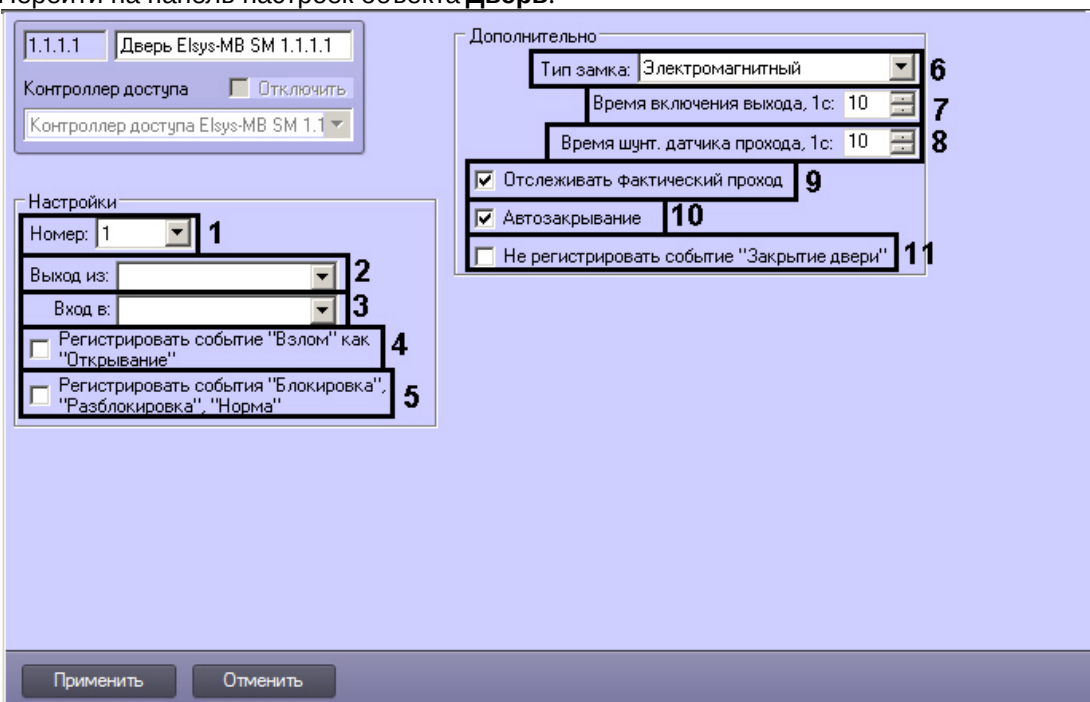 Перейти на панель настроек объекта Дверь.
1.1.1.1 Дверь Elsys-MB SM 1.1.1.1
Контроллер доступа Отключить
Контроллер доступа Elsys-MB SM 1.1
Настройки
Номер: 1 1
Выход из: 2
Вход в: 3
Регистрировать событие "Взлом" как
"Открывание" 4
Регистрировать события "Блокировка",
"Разблокировка", "Норма" 5
Дополнительно
Тип замка: Электромагнитный 6
Время включения выхода, 1с: 10 7
Время шунт. датчика прохода, 1с: 10 8
Отслеживать фактический проход 9
Автозакрывание 10
Не регистрировать событие "Закрытие двери" 11
Применить Отменить